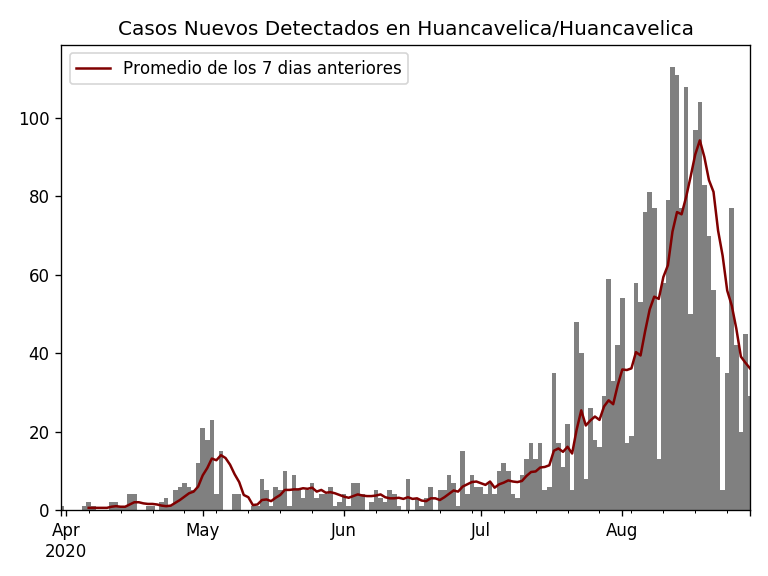 Casos Nuevos Detectados en Huancavelica/Huancavelica
Promedio de los 7 dias anteriores
100
80
60
40
20
0
Apr May Jun Jul Aug
2020